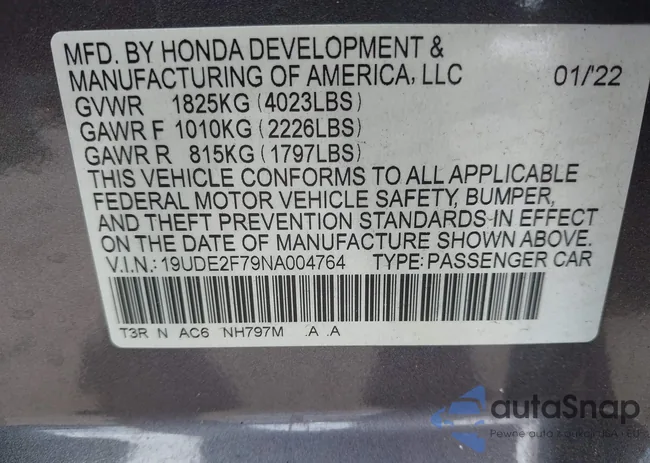 MFD. BY HONDA DEVELOPMENT &
MANUFACTURING OF AMERICA, LLC 01/'22
GVWR 1825KG (4023LBS)
GAWR F 1010KG (2226LBS)
GAWR R 815KG (1797LBS)
THIS VEHICLE CONFORMS TO ALL APPLICABLE
FEDERAL MOTOR VEHICLE SAFETY, BUMPER,
AND THEFT PREVENTION STANDARDS IN EFFECT
ON THE DATE OF MANUFACTURE SHOWN ABOVE.
V.I.N.: 19UDE2F79NA004764 TYPE: PASSENGER CAR
T3R N AC6 NH797M .A .A
autoSnap
Pewne auta z